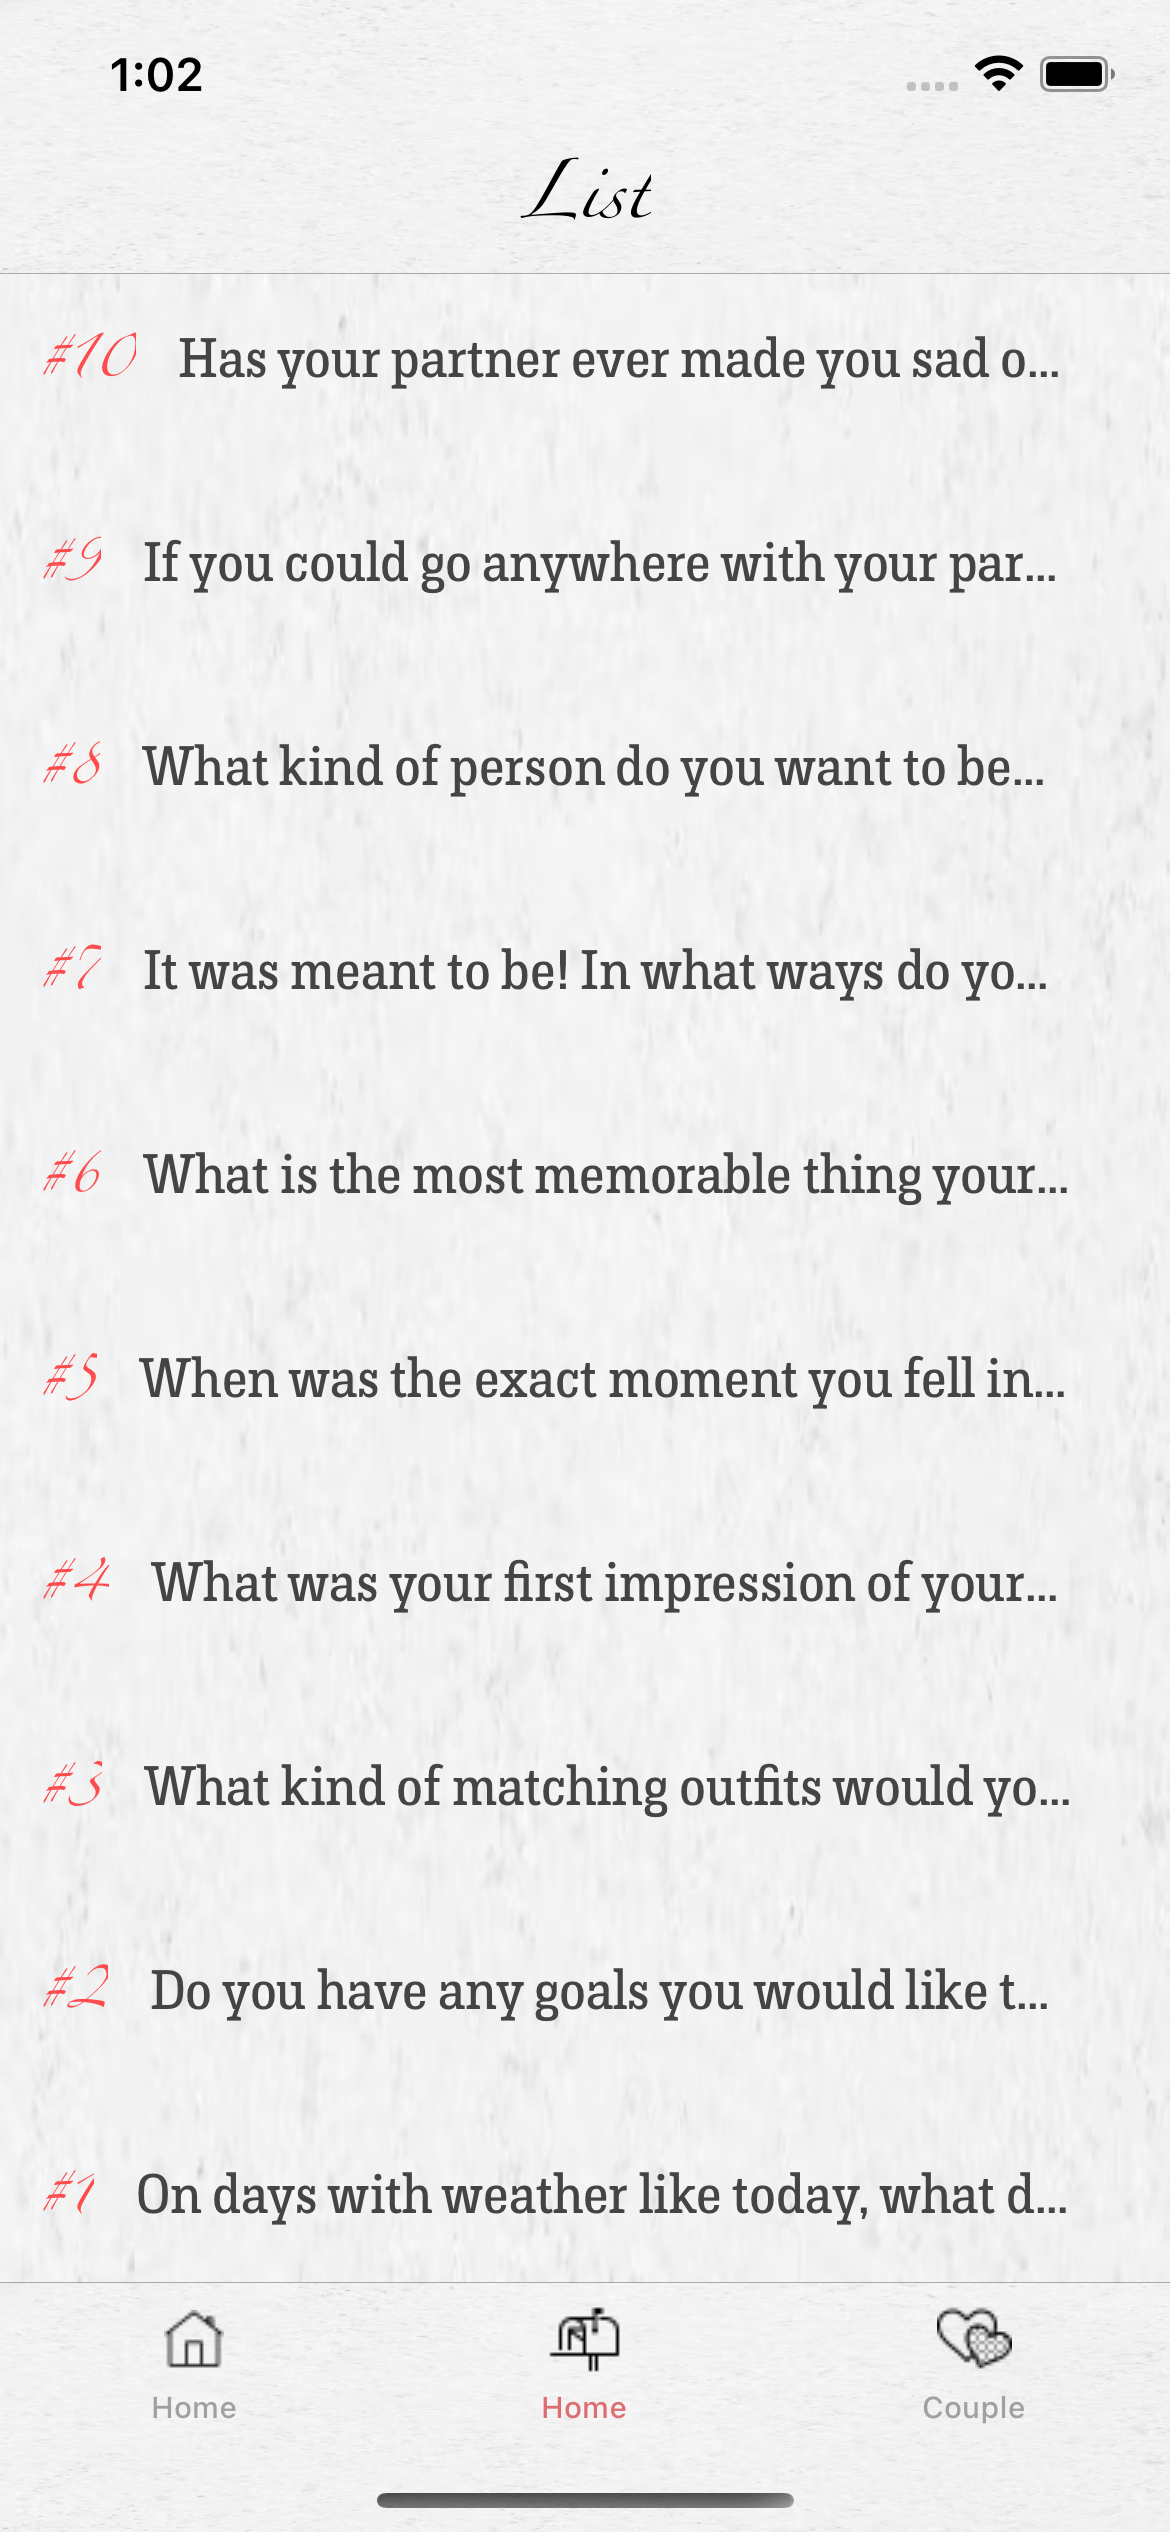 1:02
List
#10 Has your partner ever made you sad o...
#9 If you could go anywhere with your par...
#8 What kind of person do you want to be...
#7 It was meant to be! In what ways do yo...
#6 What is the most memorable thing your...
#5 When was the exact moment you fell in...
#4 What was your first impression of your...
#3 What kind of matching outfits would yo...
#2 Do you have any goals you would like t...
#1 On days with weather like today, what d...
Home Home Couple